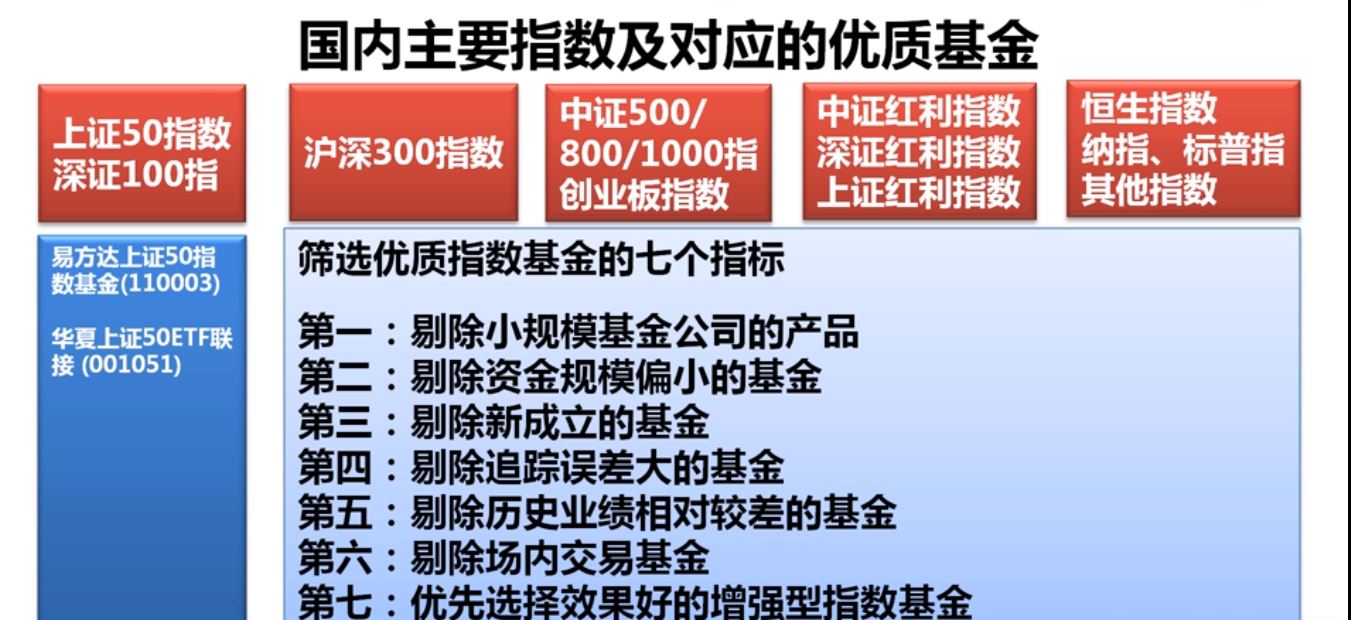 国内主要指数及对应的优质基金
上证50指数
深证100指
沪深300指数
中证500/
800/1000指
创业板指数
中证红利指数
深证红利指数
上证红利指数
恒生指数
纳指、标普指
其他指数
易方达上证50指
数基金(110003)
华夏上证50ETF联
接 (001051)
筛选优质指数基金的七个指标
第一：剔除小规模基金公司的产品
第二：剔除资金规模偏小的基金
第三：剔除新成立的基金
第四：剔除追踪误差大的基金
第五：剔除历史业绩相对较差的基金
第六：剔除场内交易基金
第七：优先选择效果好的增强型指数基金